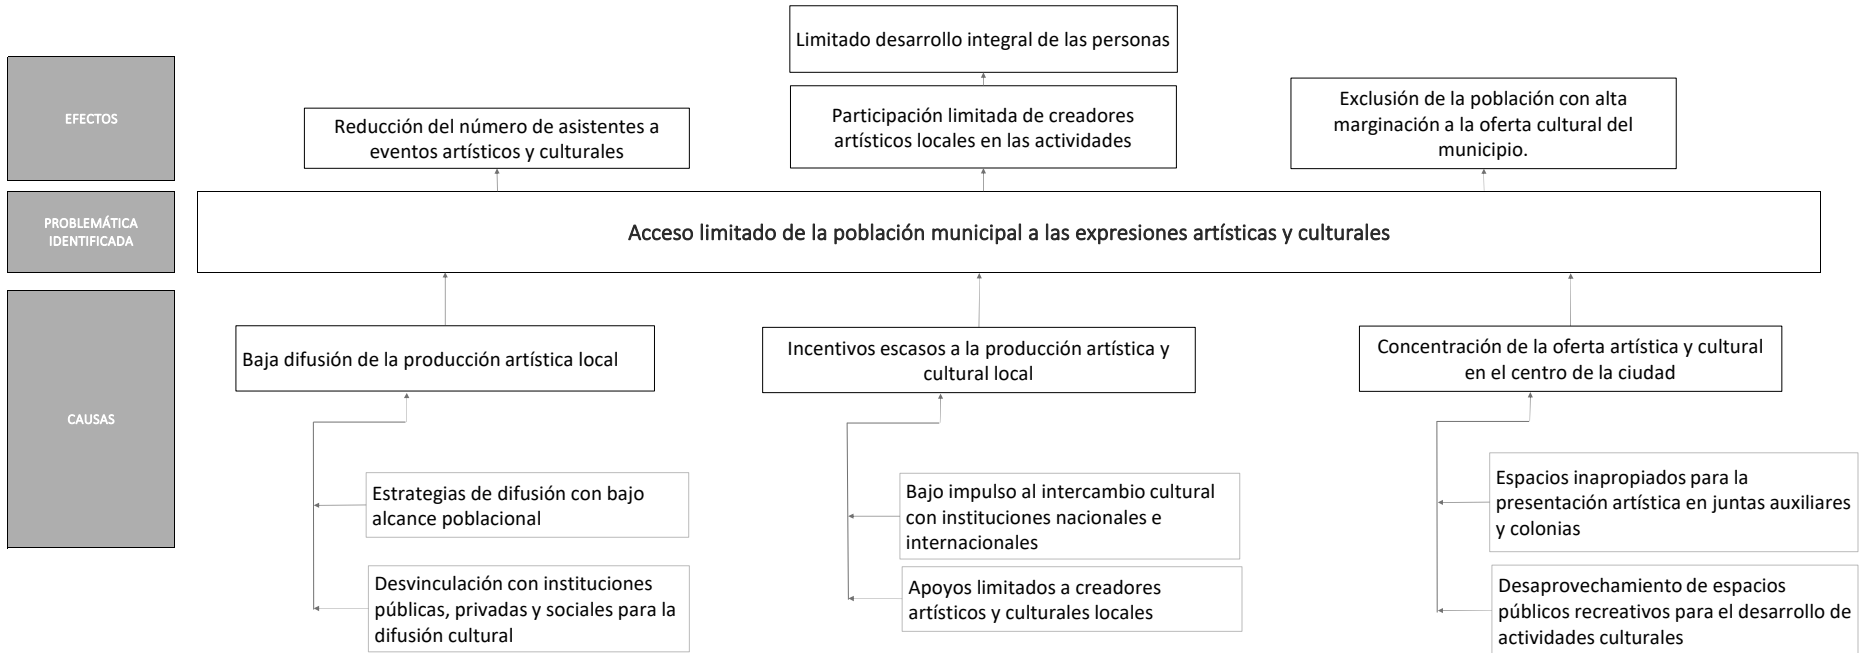 Limitado desarrollo integral de las personas
EFECTOS
Reducción del número de asistentes a
eventos artísticos y culturales
Participación limitada de creadores
artísticos locales en las actividades
Exclusión de la población con alta
marginación a la oferta cultural del
municipio.
PROBLEMÁTICA
IDENTIFICADA
Acceso limitado de la población municipal a las expresiones artísticas y culturales
CAUSAS
Baja difusión de la producción artística local
Incentivos escasos a la producción artística y
cultural local
Concentración de la oferta artística y cultural
en el centro de la ciudad
Estrategias de difusión con bajo
alcance poblacional
Desvinculación con instituciones
públicas, privadas y sociales para la
difusión cultural
Bajo impulso al intercambio cultural
con instituciones nacionales e
internacionales
Apoyos limitados a creadores
artísticos y culturales locales
Espacios inapropiados para la
presentación artística en juntas auxiliares
y colonias
Desaprovechamiento de espacios
públicos recreativos para el desarrollo de
actividades culturales